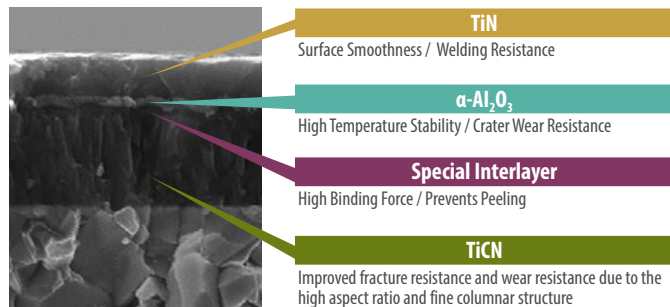 TiN
Surface Smoothness / Welding Resistance
α-Al₂O₃
High Temperature Stability / Crater Wear Resistance
Special Interlayer
High Binding Force / Prevents Peeling
TiCN
Improved fracture resistance and wear resistance due to the
high aspect ratio and fine columnar structure